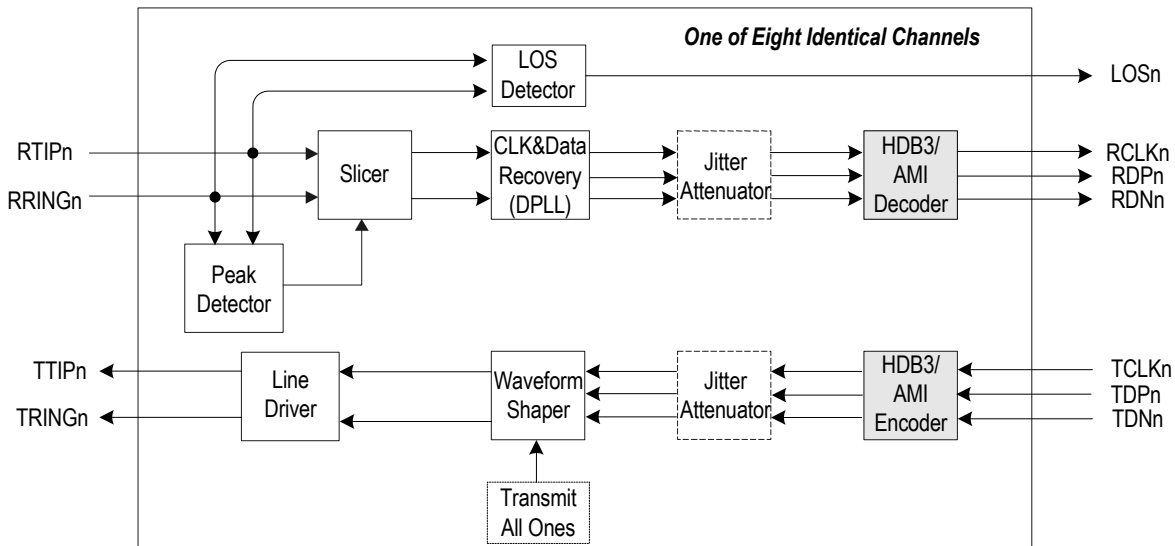 One of Eight Identical Channels
LOS
Detector
LOSn
RTIPn
RRINGn
Slicer
CLK&Data
Recovery
(DPLL)
Jitter
Attenuator
HDB3/
AMI
Decoder
RCLKn
RDPn
RDNn
Peak
Detector
TTIPn
TRINGn
Line
Driver
Waveform
Shaper
Jitter
Attenuator
HDB3/
AMI
Encoder
TCLKn
TDPn
TDNn
Transmit
All Ones